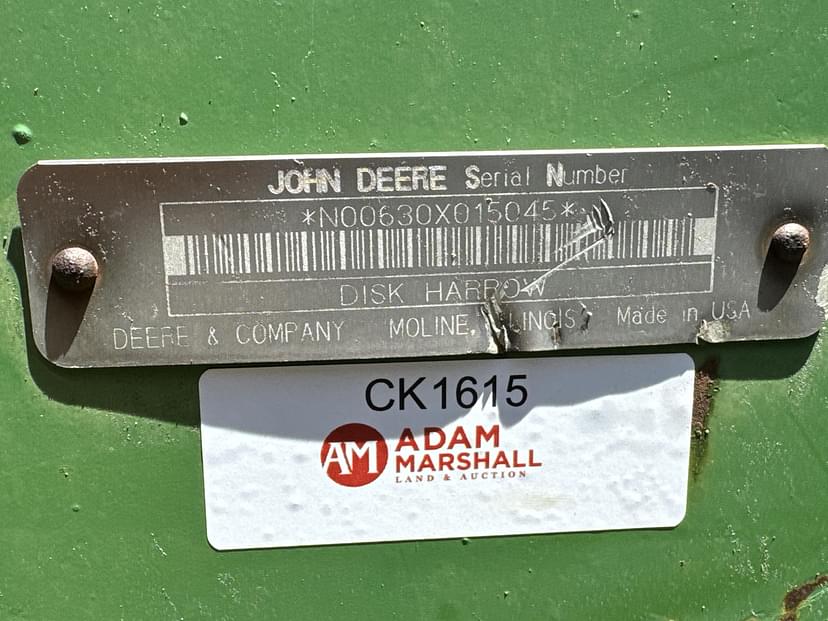 JOHN DEERE Serial Number
*N00630X015045*
DISK HARROW
DEERE & COMPANY MOLINE, ILLINOIS Made in USA
CK1615
AM
ADAM
MARSHALL
LAND & AUCTION